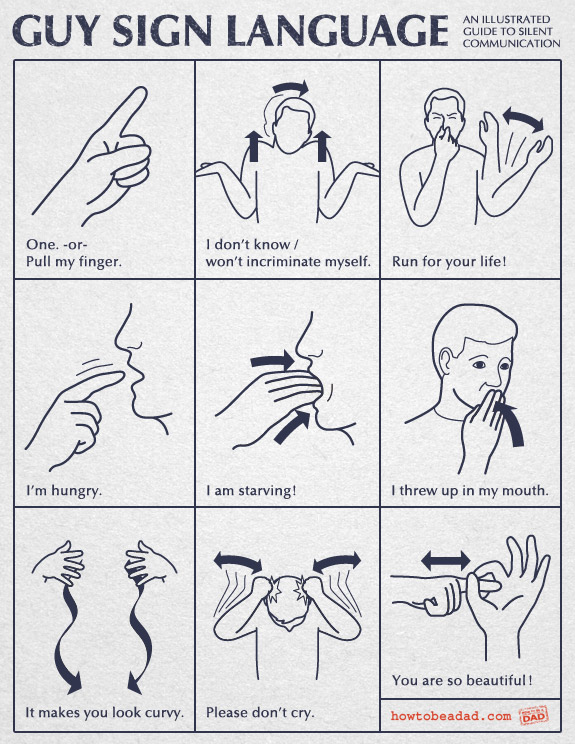 GUY SIGN LANGUAGE
AN ILLUSTRATED
GUIDE TO SILENT
COMMUNICATION
One. -or-
Pull my finger.
I don't know /
won't incriminate myself.
Run for your life!
I'm hungry.
I am starving!
I threw up in my mouth.
It makes you look curvy.
Please don't cry.
You are so beautiful!
howtobeadad.com
DAD